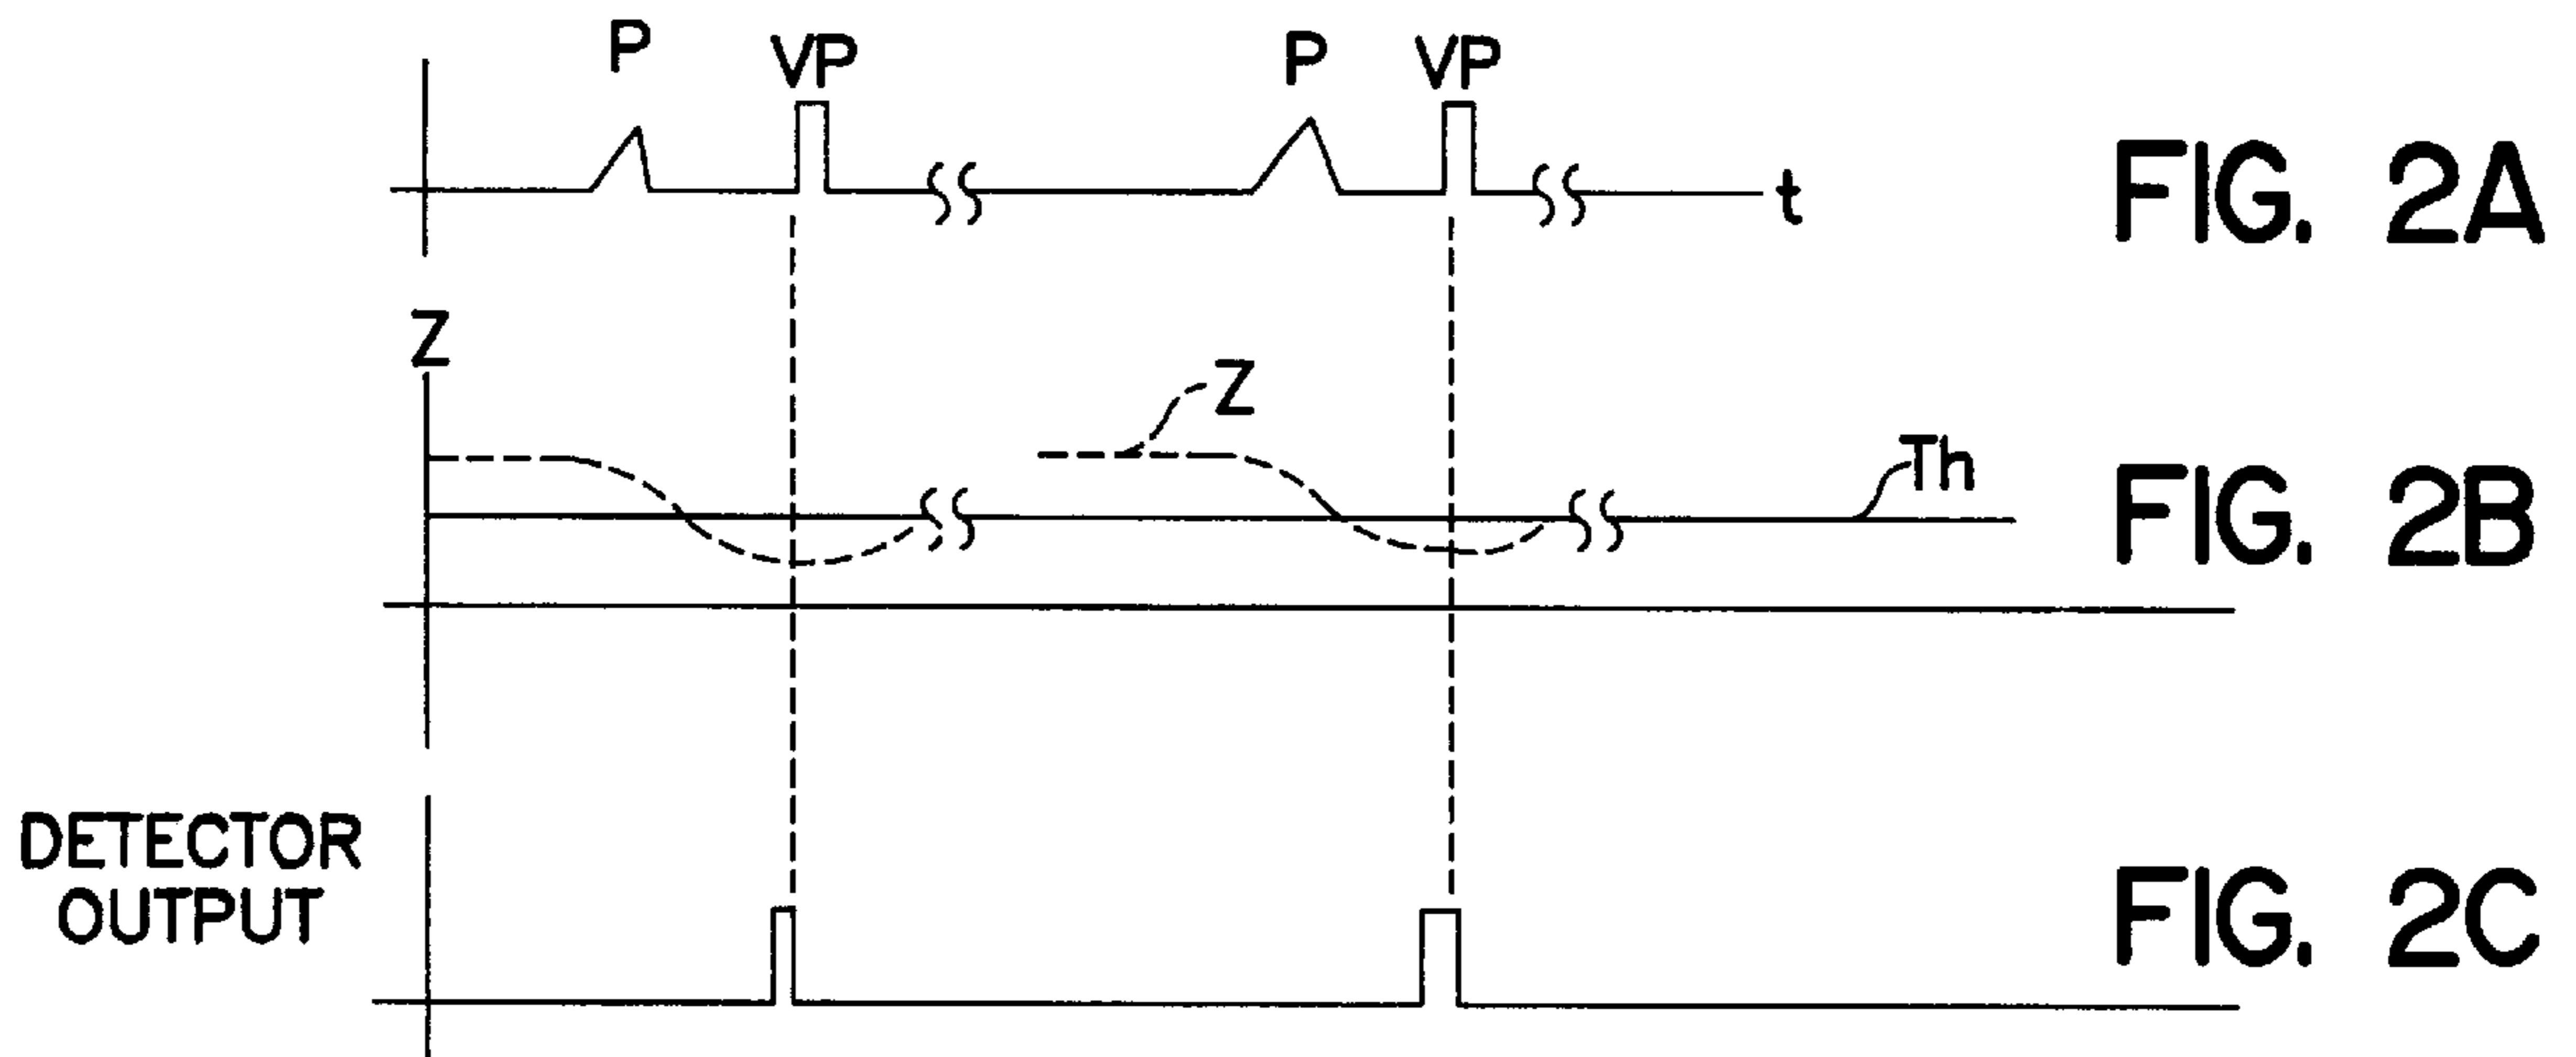 P VP P VP
t
FIG. 2A
Z
Z
Th
FIG. 2B
DETECTOR
OUTPUT
FIG. 2C